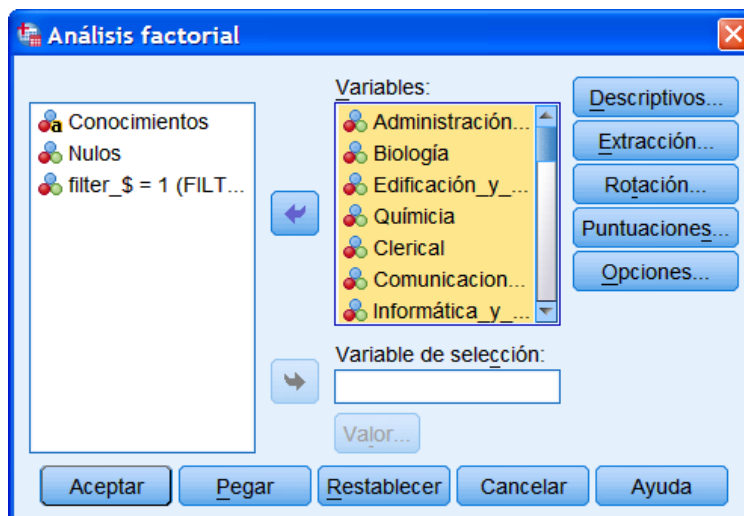 Análisis factorial
Conocimientos
Nulos
filter_$ = 1 (FILT...
Variables:
Administración...
Biología
Edificación_y_...
Químicia
Clerical
Comunicacion...
Informática_y_...
Variable de selección:
Valor...
Descriptivos...
Extracción...
Rotación...
Puntuaciones...
Opciones...
Aceptar
Pegar
Restablecer
Cancelar
Ayuda